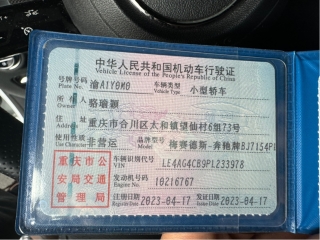 中华人民共和国机动车行驶证
Vehicle License of the People's Republic of China
号牌号码 渝A1Y0M0 车辆类型 小型轿车
Plate No. Vehicle Type
所有人 骆瑜颖
住址 重庆市合川区太和镇望仙村6组73号
使用性质 非营运 品牌型号 梅赛德斯-奔驰牌BJ7154
Use Character
重庆市公
安局交通
管理局
车辆识别代号 LE4AG4CB9PL233978
VIN
发动机号码 10216767
Engine No.
注册日期 2023-04-17 发证日期 2023-04-17
Register Date Issue Date